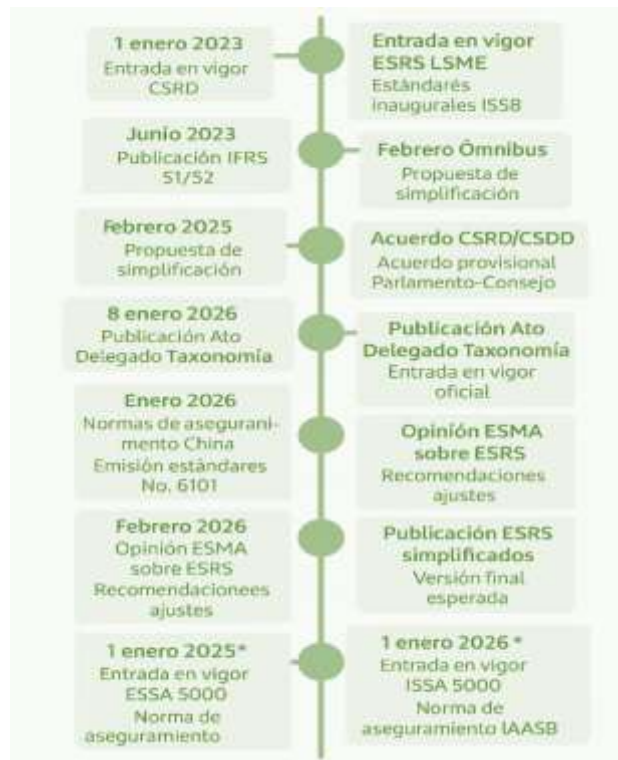 1 enero 2023
Entrada en vigor
CSRD
Entrada en vigor
ESRS LSME
Estándarés
inaugurales ISS8
Junio 2023
Publicación IFRS
S1/S2
Febrero Ómnibus
Propuesta de
simplificación
Febrero 2025
Propuesta de
simplificación
Acuerdo CSRD/CSDD
Acuerdo provisional
Parlamento-Consejo
8 enero 2026
Publicación Ato
Delegado Taxonomía
Publicación Ato
Delegado Taxonomía
Entrada en vigor
oficial
Enero 2026
Normas de asegurani-
mento China
Emisión estándares
No. 6101
Opinión ESMA
sobre ESRS
Recomendaciones
ajustes
Febrero 2026
Opinión ESMA
sobre ESRS
Recomendacionees
ajustes
Publicación ESRS
simplificados
Versión final
esperada
1 enero 2025*
Entrada en vigor
ESSA 5000
Norma de
aseguramiento
1 enero 2026 *
Entrada en vigor
ISSA 5000
Norma de
aseguramiento IAASB